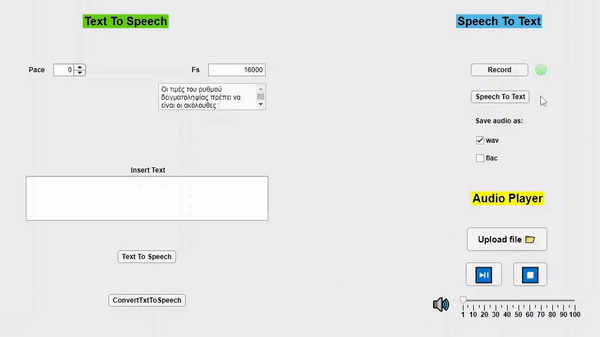 Text To Speech
Speech To Text
Pace 0 Fs 16000
Οι τιμές του ρυθμού
δειγματοληψίας πρέπει να
είναι οι ακόλουθες :
Insert Text
Text To Speech
ConvertTxtToSpeech
Record
Speech To Text
Save audio as:
wav
flac
Audio Player
Upload file
1 10 20 30 40 50 60 70 80 90 100